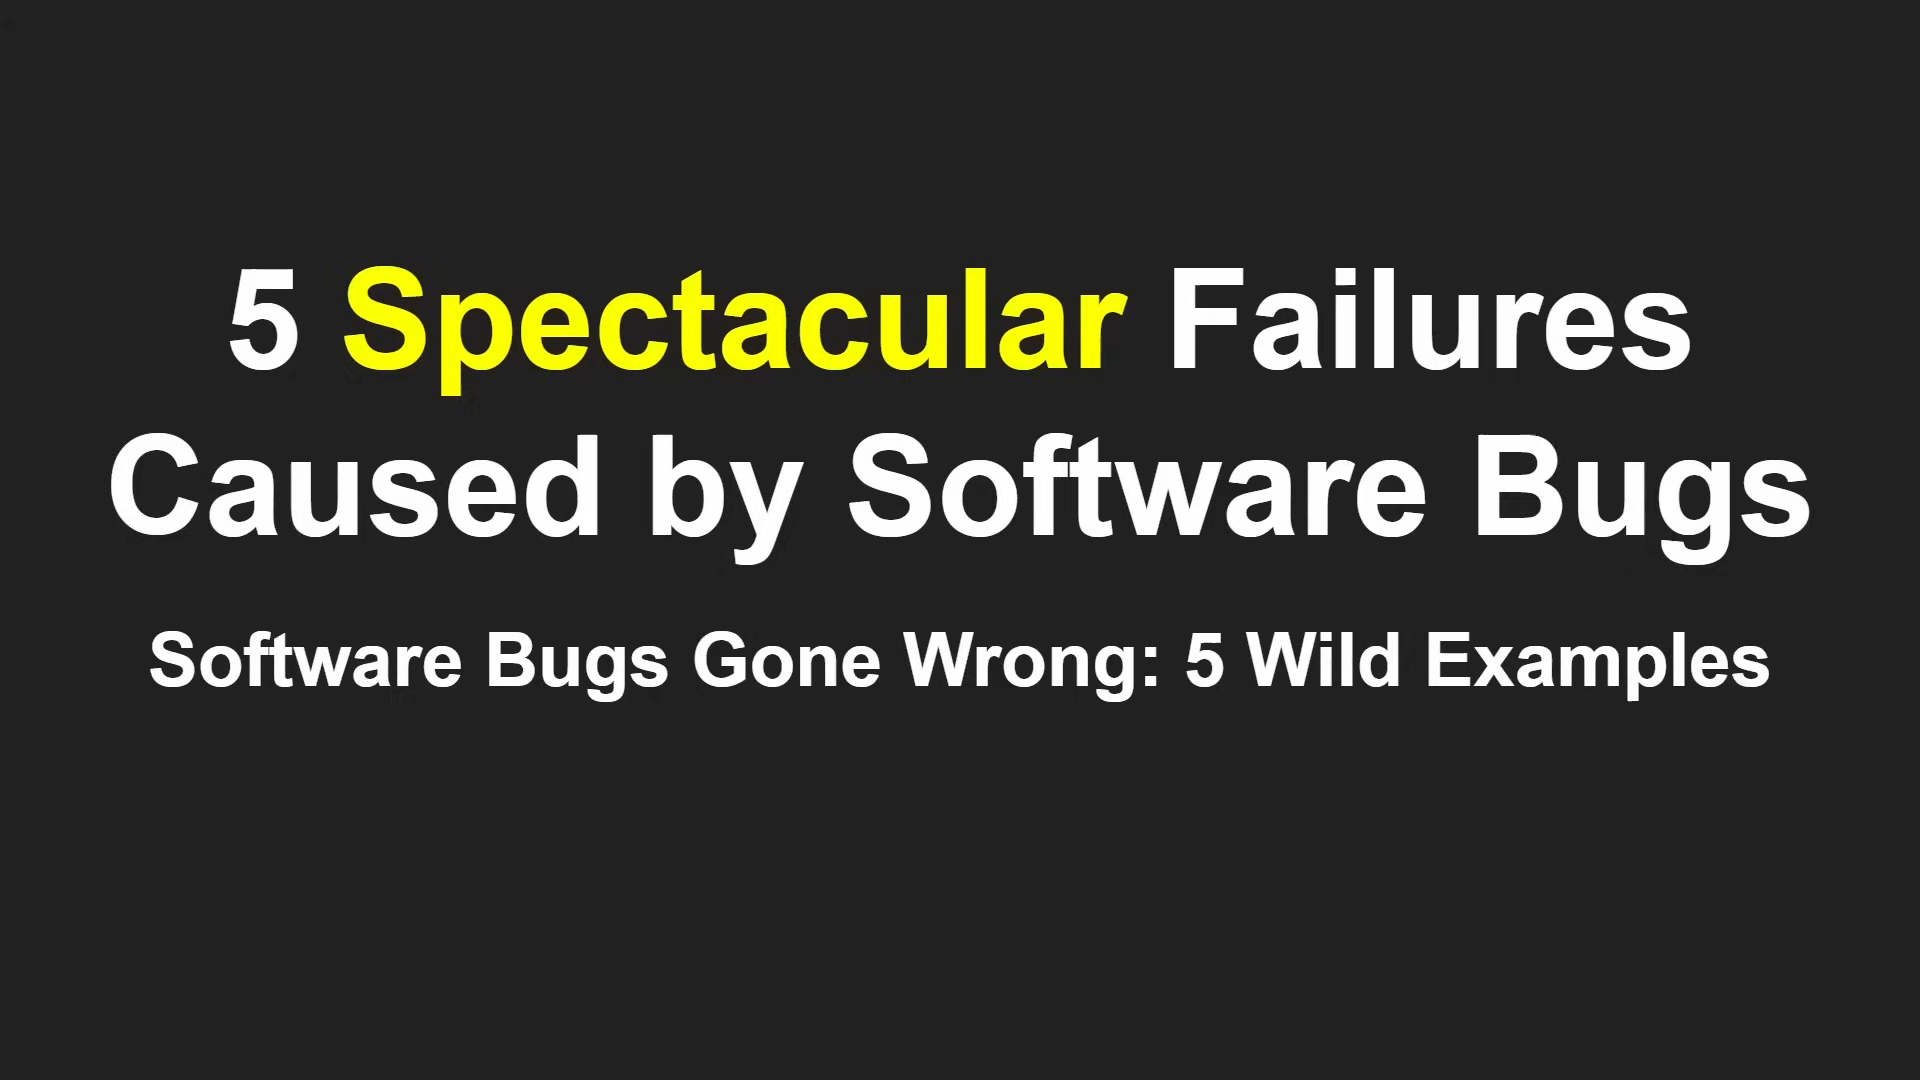 5 Spectacular Failures
Caused by Software Bugs
Software Bugs Gone Wrong: 5 Wild Examples